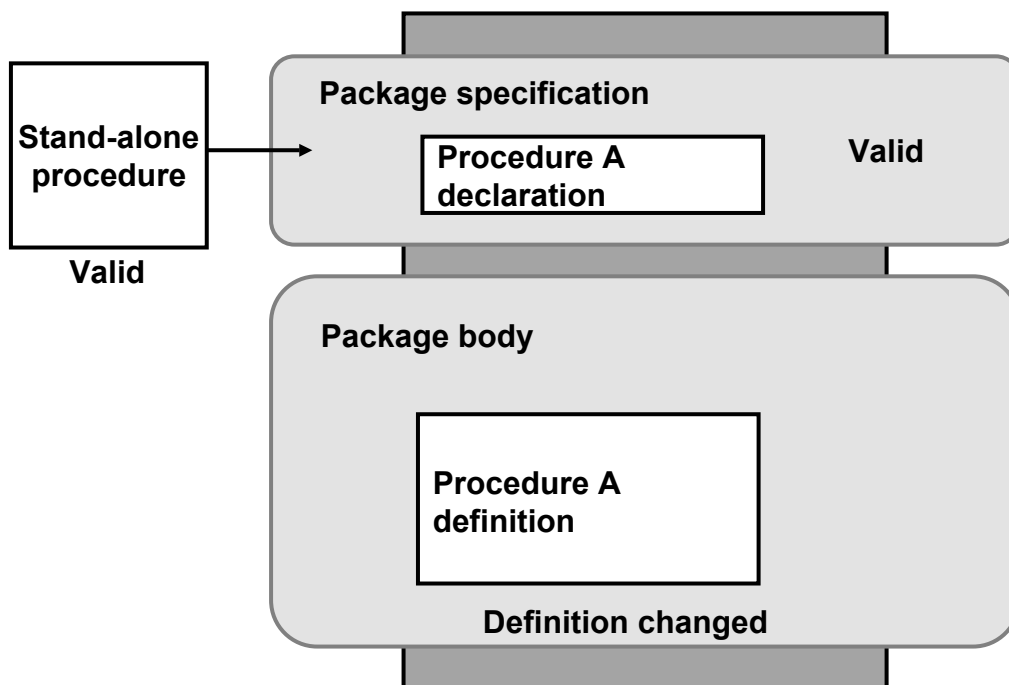 Stand-alone
procedure
Valid
Package specification
Procedure A
declaration
Valid
Package body
Procedure A
definition
Definition changed